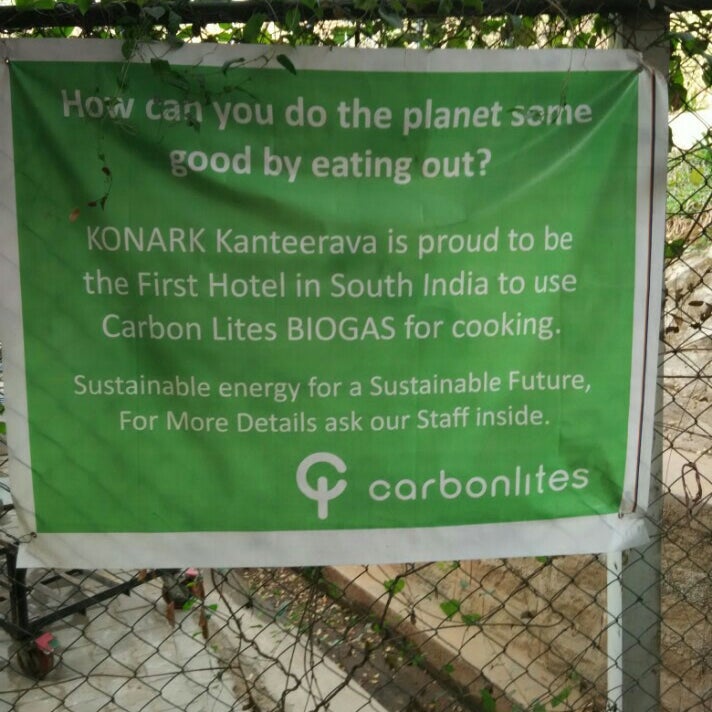 How can you do the planet some
good by eating out?
KONARK Kanteerava is proud to be
the First Hotel in South India to use
Carbon Lites BIOGAS for cooking.
Sustainable energy for a Sustainable Future,
For More Details ask our Staff inside.
carbonlites